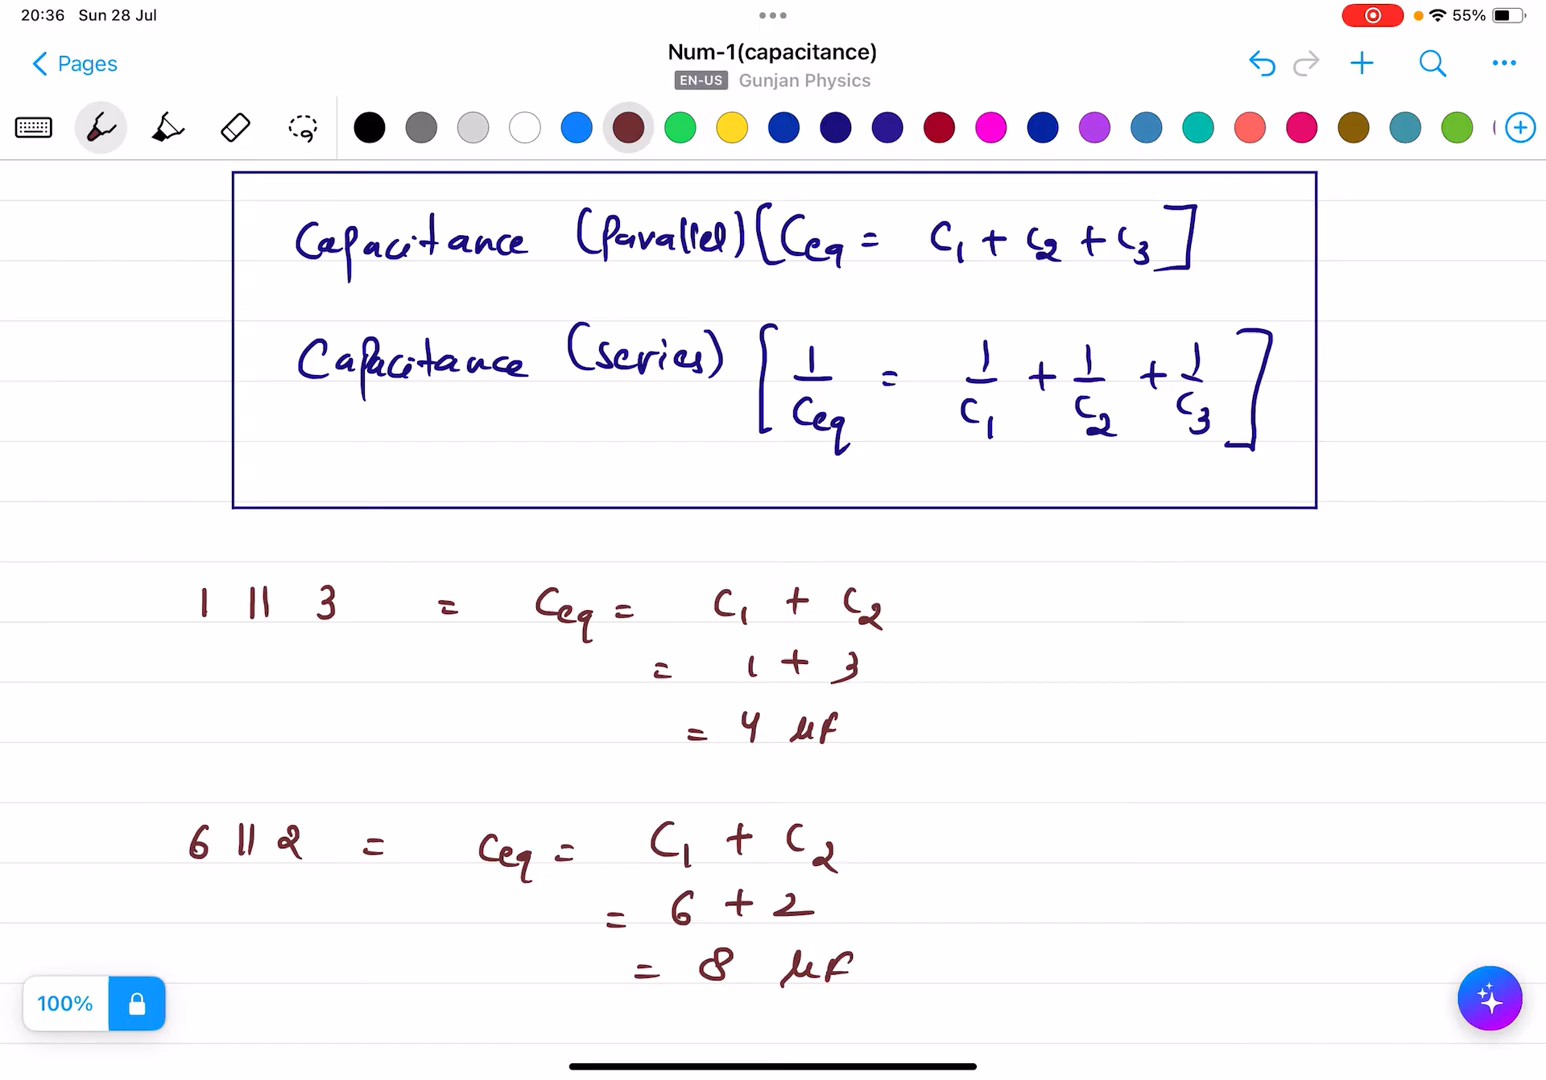 20:36 Sun 28 Jul
55%
Pages
Num-1(capacitance)
EN-US Gunjan Physics
Capacitance (Parallel) [Ceq = C1 + C2 + C3]
Capacitance (series) [1/Ceq = 1/C1 + 1/C2 + 1/C3]
1 || 3 = Ceq = C1 + C2
= 1 + 3
= 4 μF
6 || 2 = Ceq = C1 + C2
= 6 + 2
= 8 μF
100%